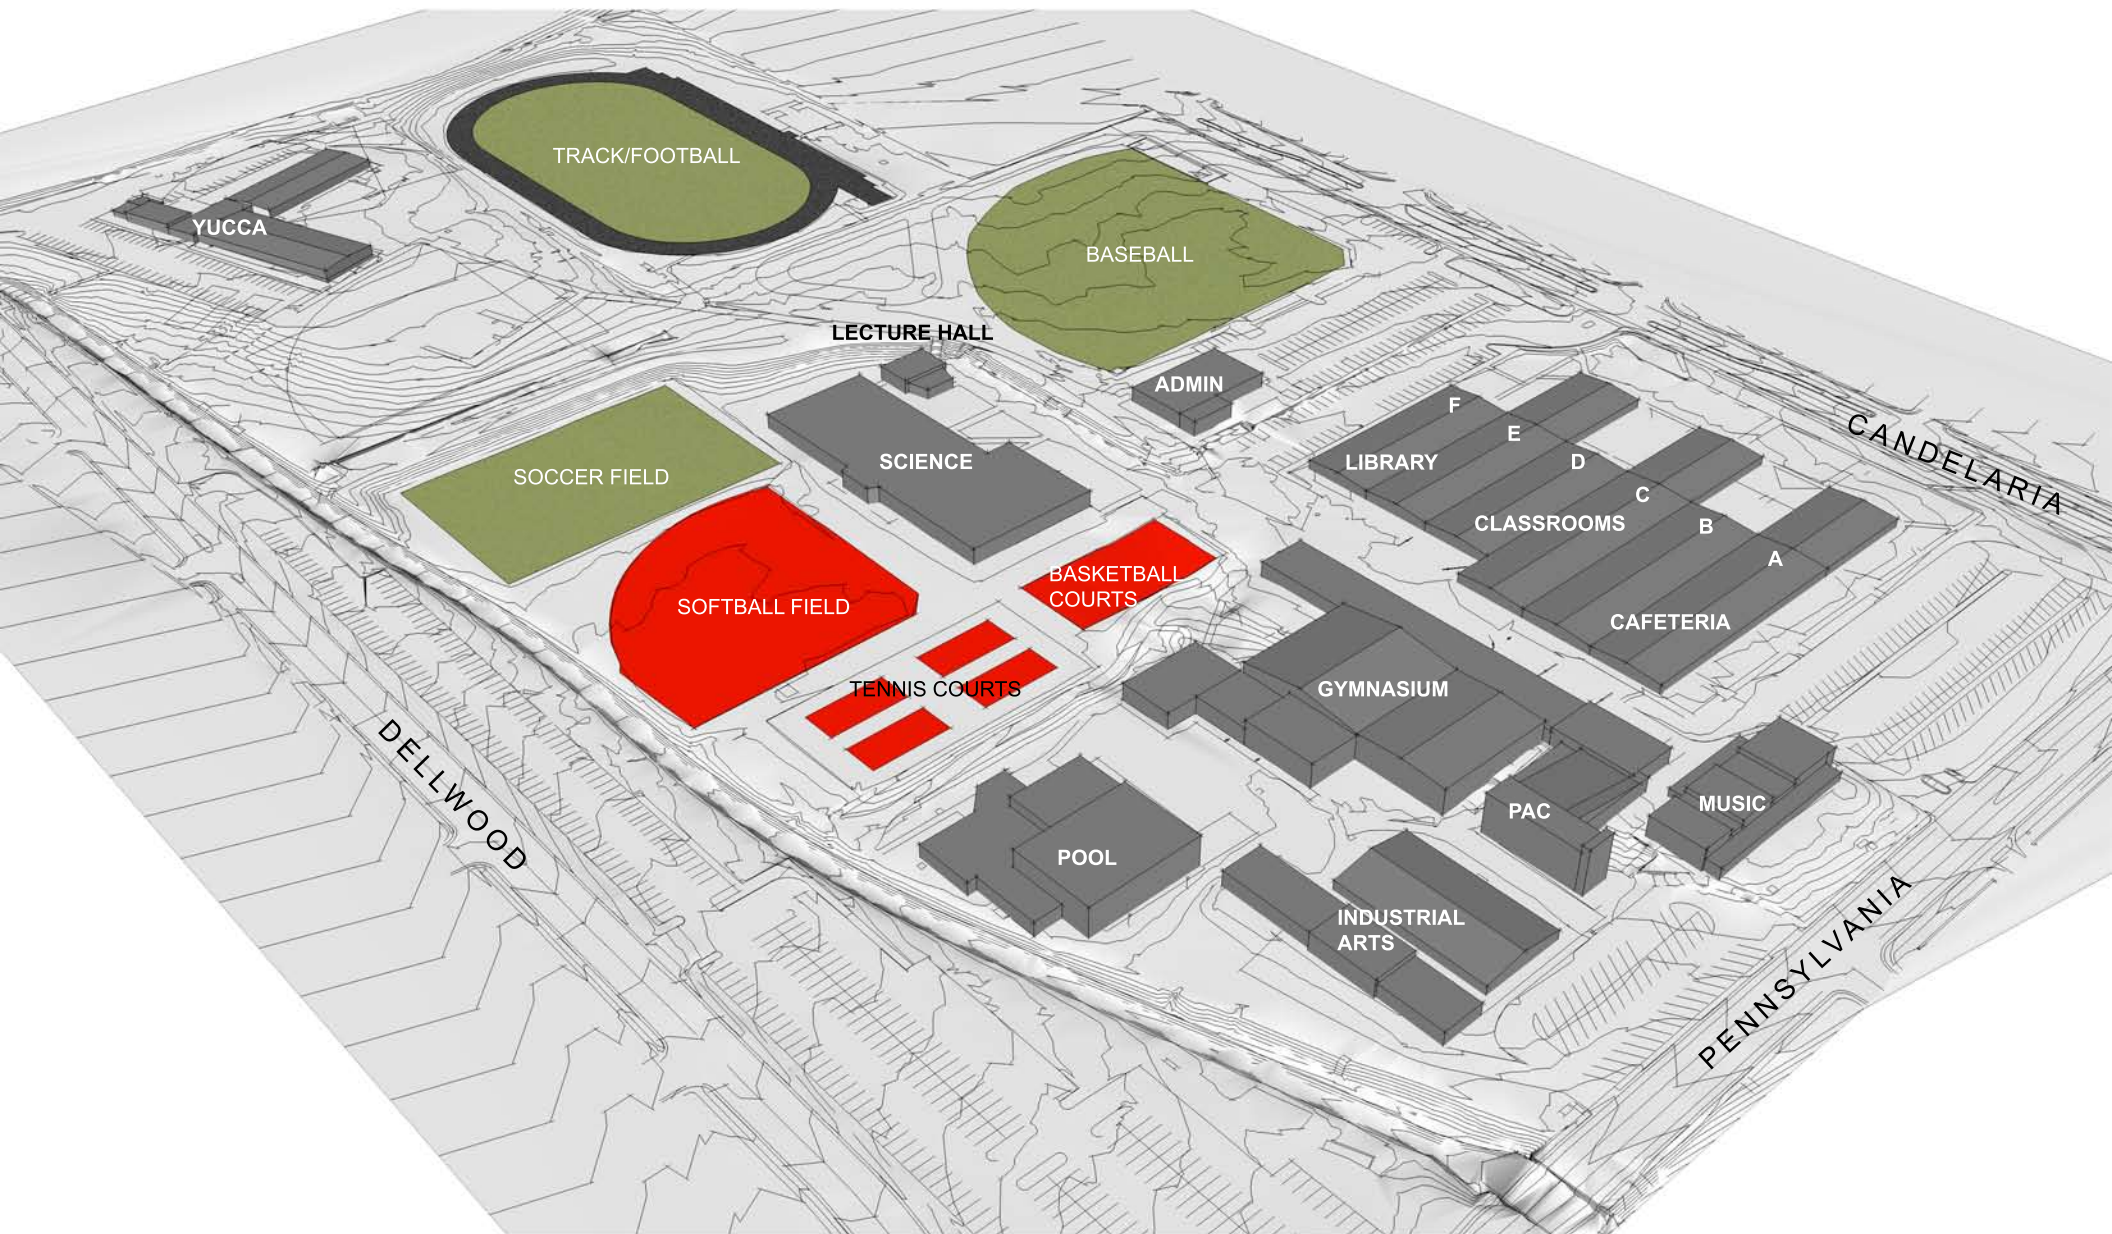 TRACK/FOOTBALL
YUCCA
BASEBALL
LECTURE HALL
ADMIN
F
E
D
C
B
A
LIBRARY
CLASSROOMS
CAFETERIA
CANDELARIA
SCIENCE
SOCCER FIELD
BASKETBALL
COURTS
SOFTBALL FIELD
TENNIS COURTS
GYMNASIUM
DELLWOOD
POOL
PAC
MUSIC
INDUSTRIAL
ARTS
PENNSYLVANIA